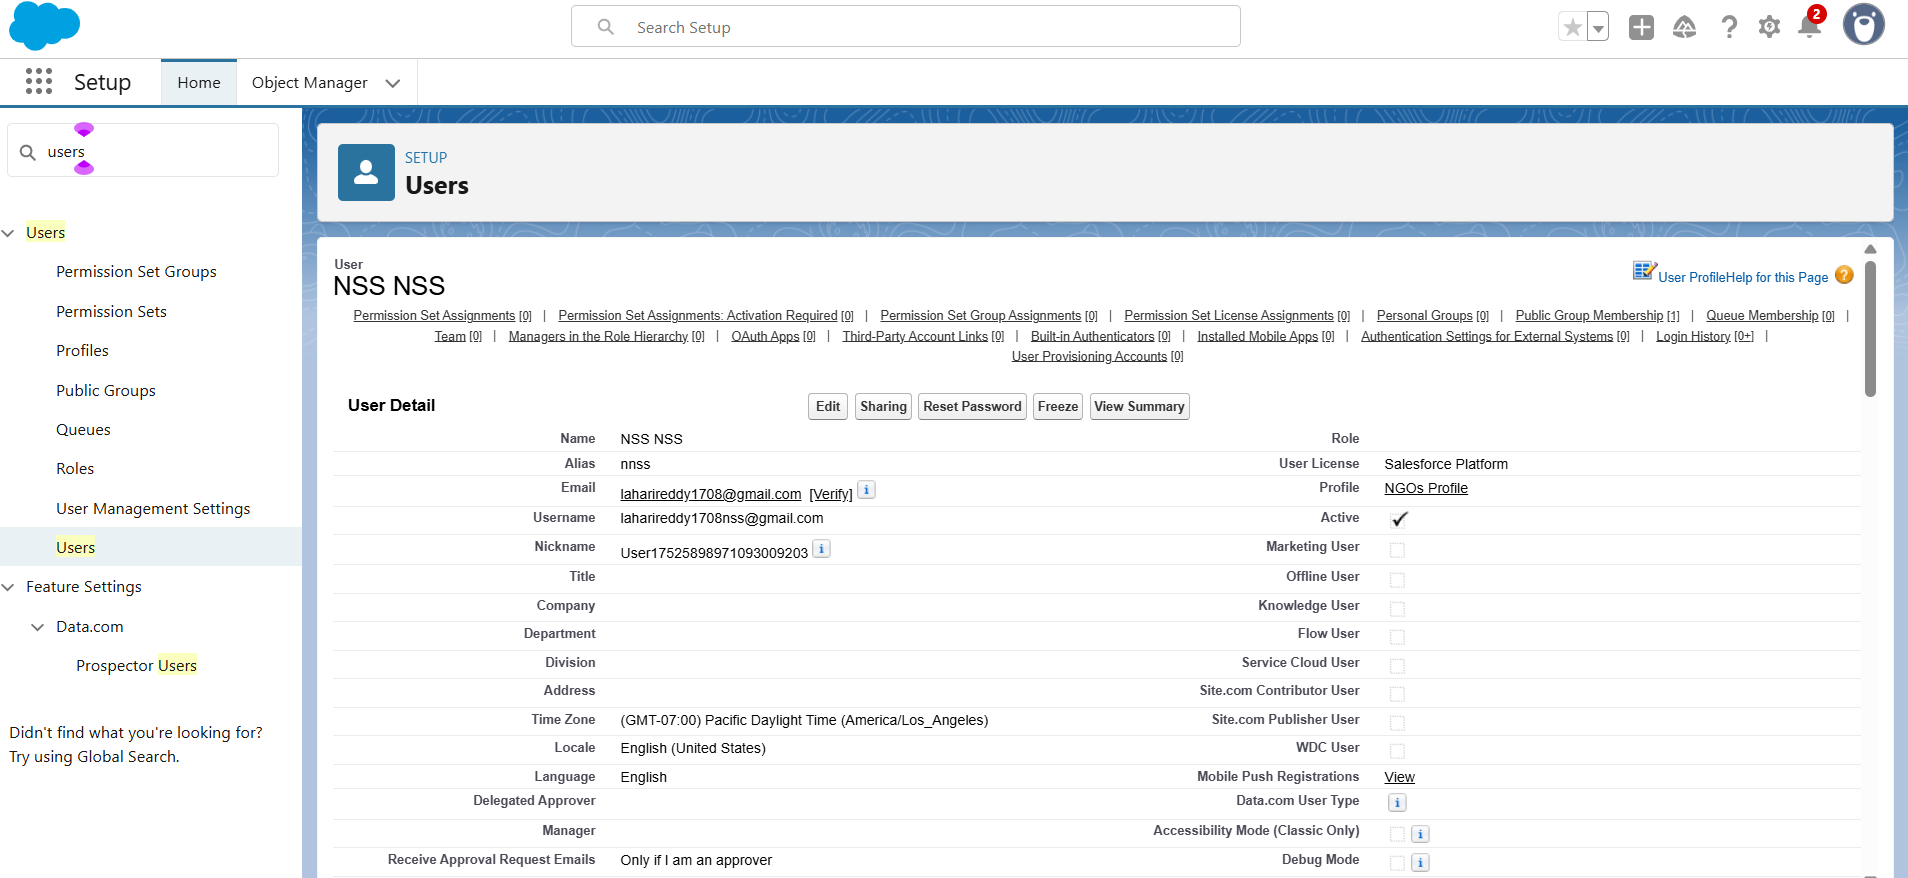 Search Setup
2
Setup
Home
Object Manager
users
Users
Permission Set Groups
Permission Sets
Profiles
Public Groups
Queues
Roles
User Management Settings
Users
Feature Settings
Data.com
Prospector Users
Didn't find what you're looking for?
Try using Global Search.
SETUP
Users
User
NSS NSS
User Profile Help for this Page ?
Permission Set Assignments [0] | Permission Set Assignments: Activation Required [0] | Permission Set Group Assignments [0] | Permission Set License Assignments [0] | Personal Groups [0] | Public Group Membership [1] | Queue Membership [0] |
Team [0] | Managers in the Role Hierarchy [0] | OAuth Apps [0] | Third-Party Account Links [0] | Built-in Authenticators [0] | Installed Mobile Apps [0] | Authentication Settings for External Systems [0] | Login History [0+] |
User Provisioning Accounts [0]
User Detail
Edit Sharing Reset Password Freeze View Summary
Name NSS NSS Role
Alias nnss User License Salesforce Platform
Email laharireddy1708@gmail.com [Verify] i Profile NGOs Profile
Username laharireddy1708nss@gmail.com Active ✓
Nickname User17525898971093009203 i Marketing User
Title Offline User
Company Knowledge User
Department Flow User
Division Service Cloud User
Address Site.com Contributor User
Time Zone (GMT-07:00) Pacific Daylight Time (America/Los_Angeles) Site.com Publisher User
Locale English (United States) WDC User
Language English Mobile Push Registrations View
Delegated Approver Data.com User Type i
Manager Accessibility Mode (Classic Only) i
Receive Approval Request Emails Only if I am an approver Debug Mode i